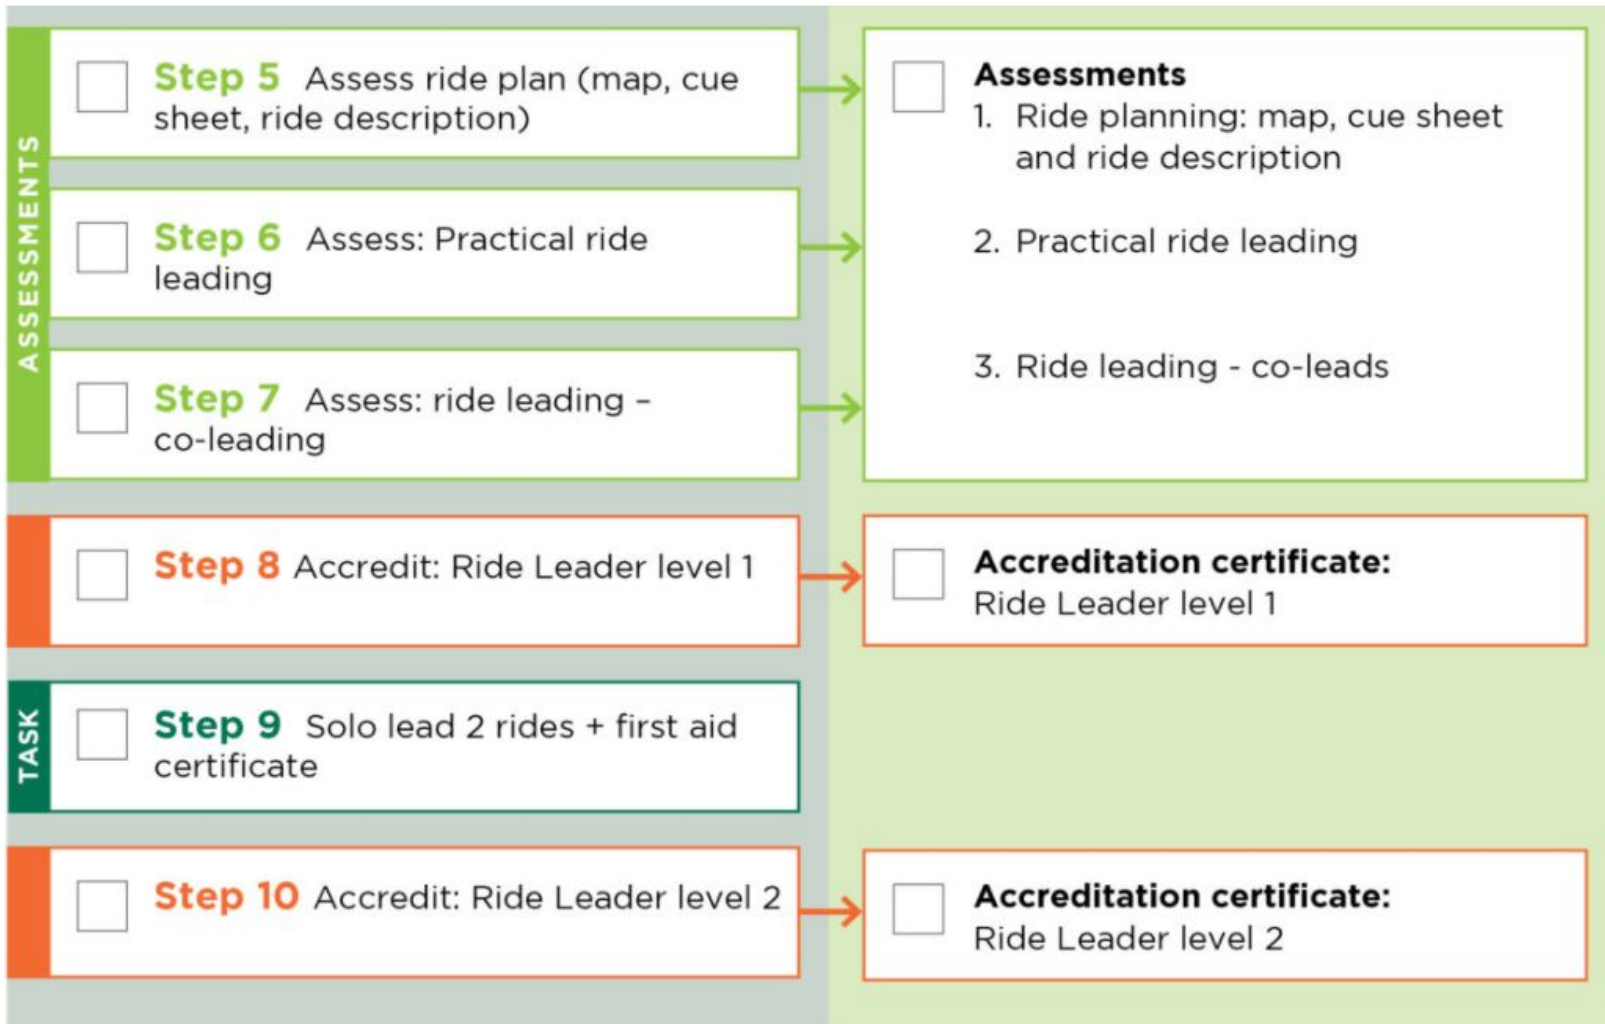 ASSESSMENTS
Step 5 Assess ride plan (map, cue
sheet, ride description)
Step 6 Assess: Practical ride
leading
Step 7 Assess: ride leading –
co-leading
Assessments
1. Ride planning: map, cue sheet
and ride description
2. Practical ride leading
3. Ride leading - co-leads
Step 8 Accredit: Ride Leader level 1
Accreditation certificate:
Ride Leader level 1
TASK
Step 9 Solo lead 2 rides + first aid
certificate
Step 10 Accredit: Ride Leader level 2
Accreditation certificate:
Ride Leader level 2